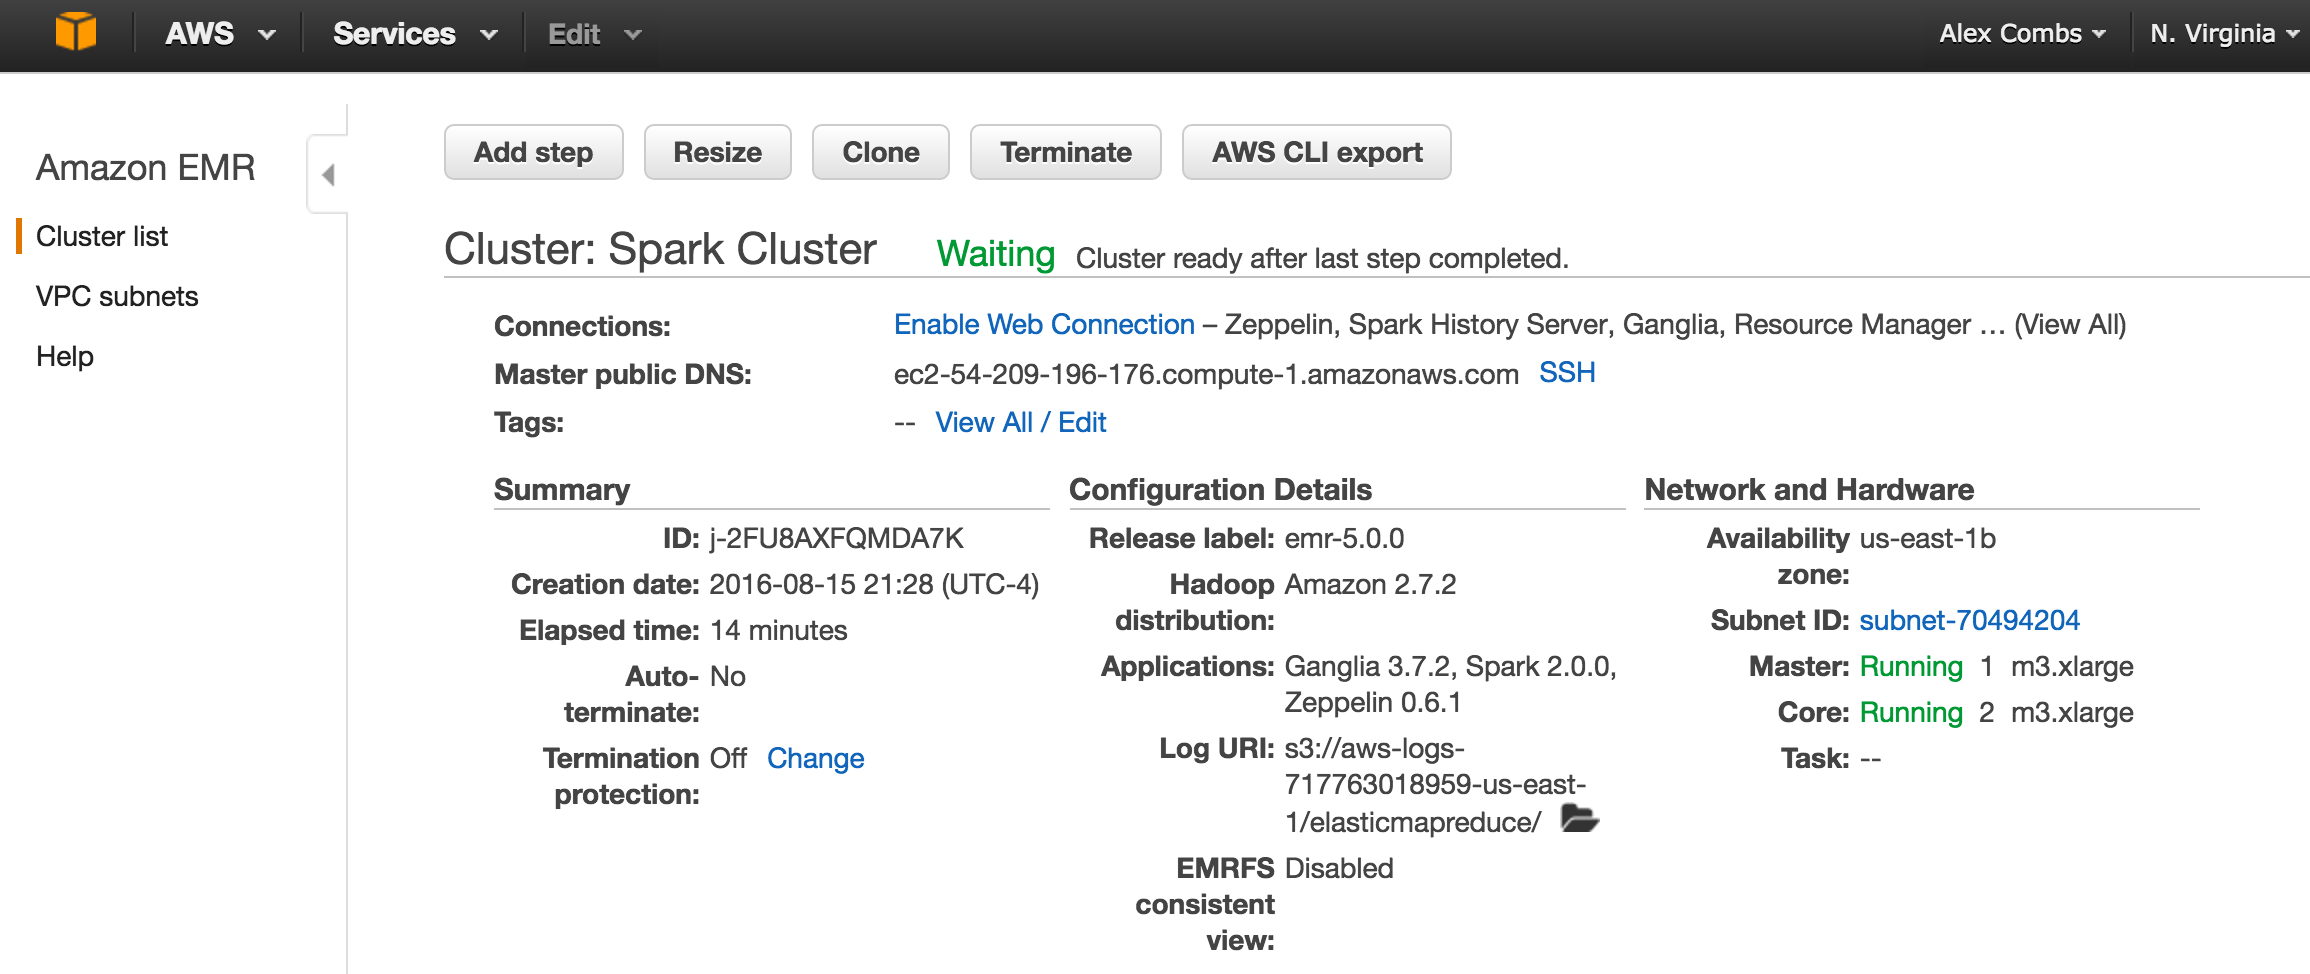 AWS Services Edit Alex Combs N. Virginia
Amazon EMR
Cluster list
VPC subnets
Help
Add step Resize Clone Terminate AWS CLI export
Cluster: Spark Cluster Waiting Cluster ready after last step completed.
Connections: Enable Web Connection – Zeppelin, Spark History Server, Ganglia, Resource Manager … (View All)
Master public DNS: ec2-54-209-196-176.compute-1.amazonaws.com SSH
Tags: -- View All / Edit
Summary
ID: j-2FU8AXFQMDA7K
Creation date: 2016-08-15 21:28 (UTC-4)
Elapsed time: 14 minutes
Auto- No
terminate:
Termination Off Change
protection:
Configuration Details
Release label: emr-5.0.0
Hadoop Amazon 2.7.2
distribution:
Applications: Ganglia 3.7.2, Spark 2.0.0,
Zeppelin 0.6.1
Log URI: s3://aws-logs-
717763018959-us-east-
1/elasticmapreduce/
EMRFS Disabled
consistent
view:
Network and Hardware
Availability us-east-1b
zone:
Subnet ID: subnet-70494204
Master: Running 1 m3.xlarge
Core: Running 2 m3.xlarge
Task: --